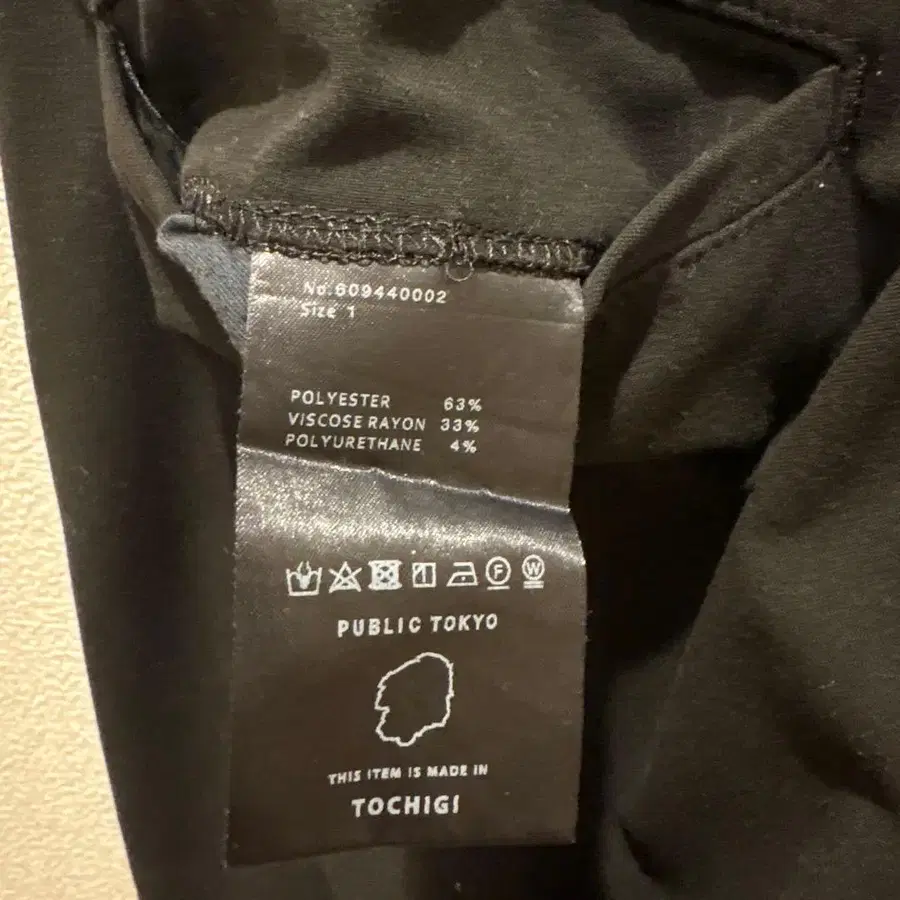 No.609440002
Size 1
POLYESTER 63%
VISCOSE RAYON 33%
POLYURETHANE 4%
F W
PUBLIC TOKYO
THIS ITEM IS MADE IN
TOCHIGI